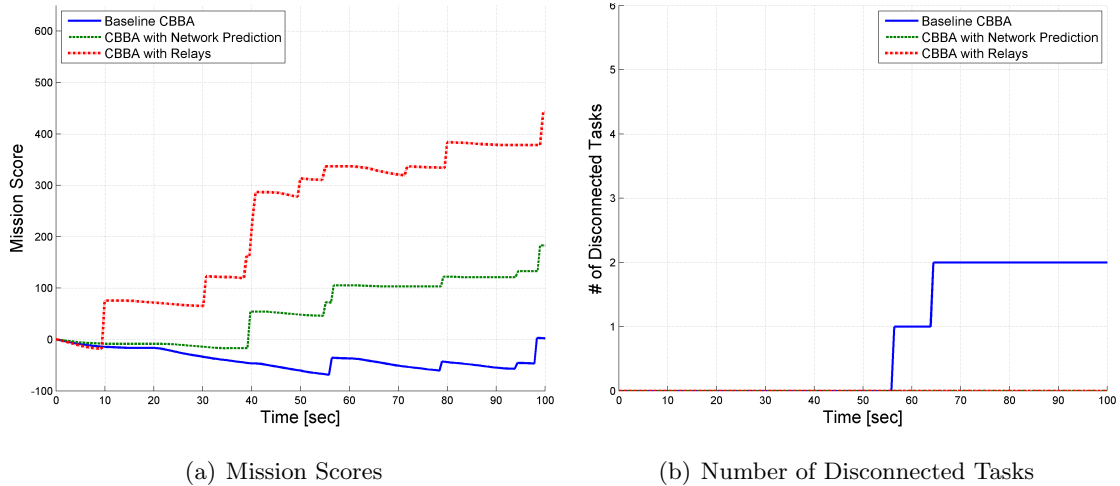 Baseline CBBA
CBBA with Network Prediction
CBBA with Relays
Mission Score
600
500
400
300
200
100
0
-100
0 10 20 30 40 50 60 70 80 90 100
Time [sec]
(a) Mission Scores
Baseline CBBA
CBBA with Network Prediction
CBBA with Relays
# of Disconnected Tasks
6
5
4
3
2
1
0
0 10 20 30 40 50 60 70 80 90 100
Time [sec]
(b) Number of Disconnected Tasks